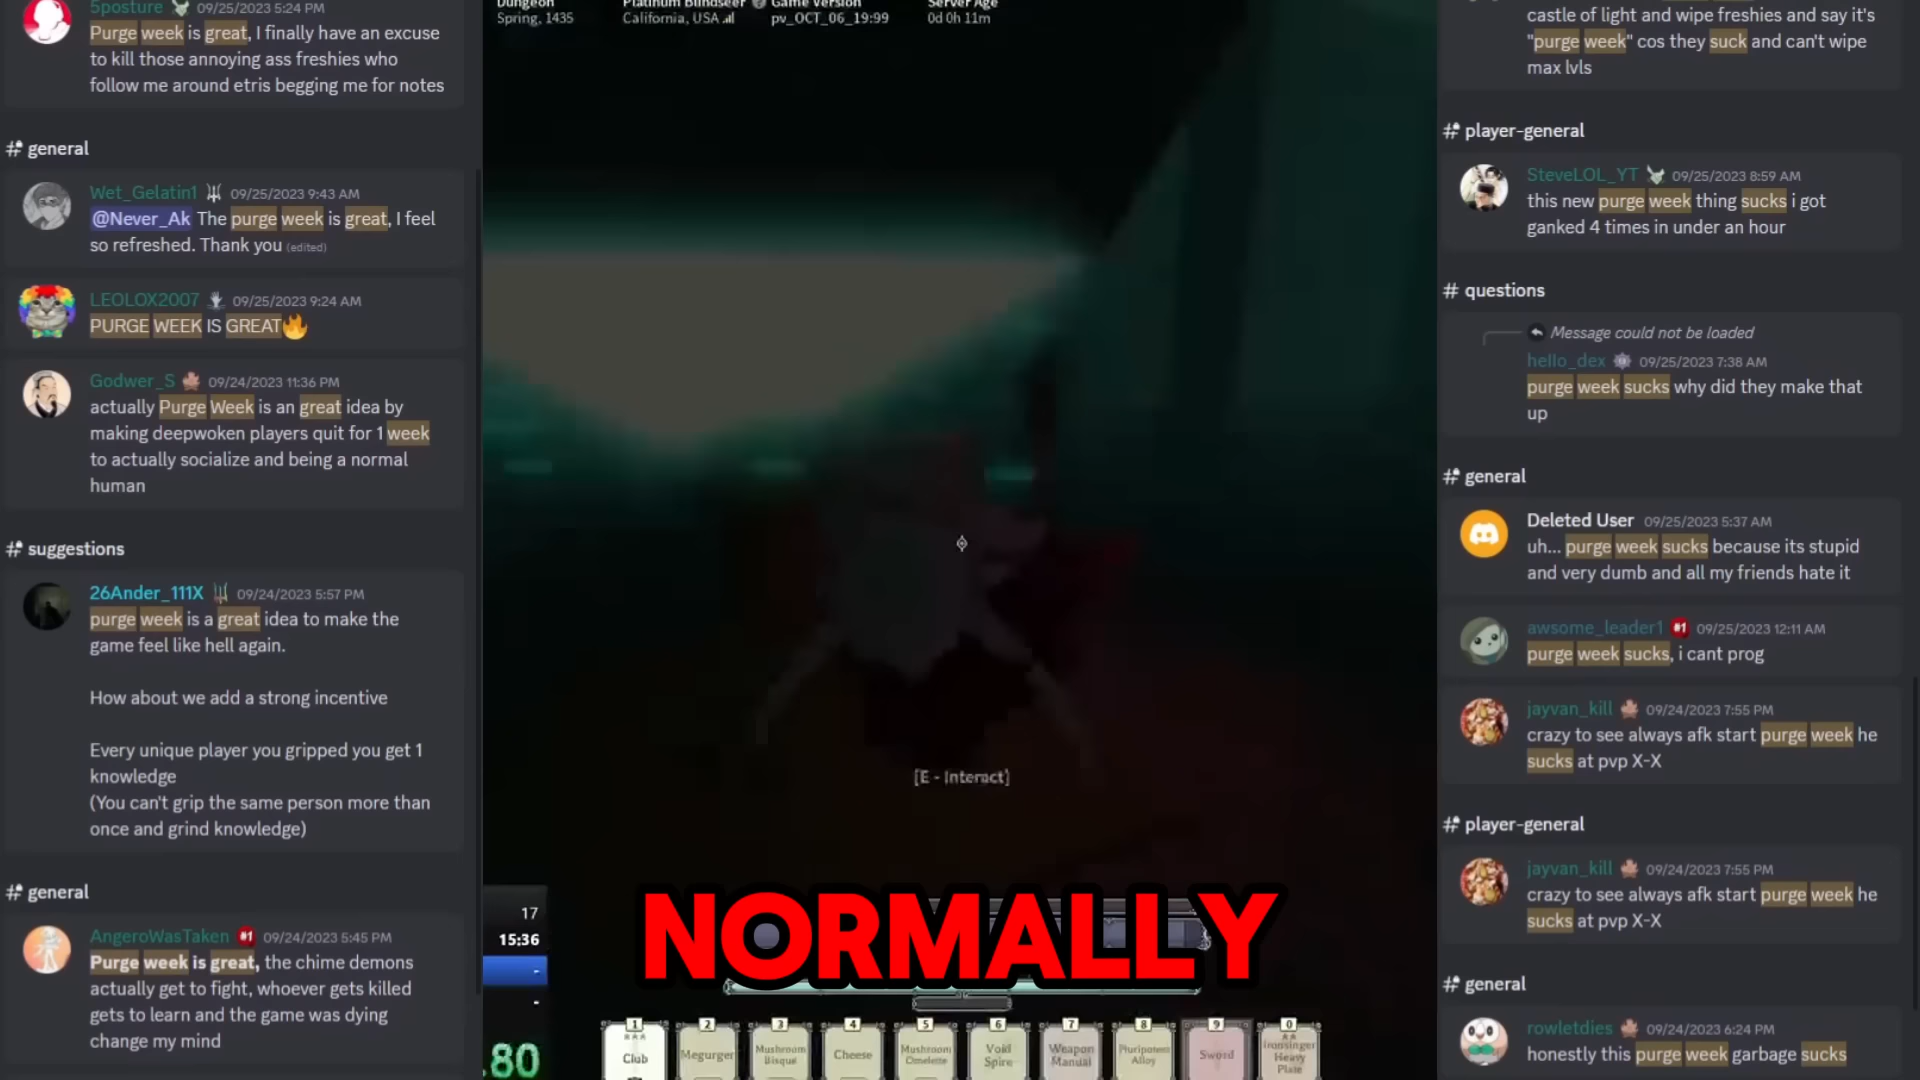 5posture 09/25/2023 5:24 PM
Purge week is great, I finally have an excuse
to kill those annoying ass freshies who
follow me around etris begging me for notes
general
Wet_Gelatin1 09/25/2023 9:43 AM
@Never_Ak The purge week is great, I feel
so refreshed. Thank you (edited)
LEOLOX2007 09/25/2023 9:24 AM
PURGE WEEK IS GREAT🔥
Godwer_S 09/24/2023 11:36 PM
actually Purge Week is an great idea by
making deepwoken players quit for 1 week
to actually socialize and being a normal
human
suggestions
26Ander_111X 09/24/2023 5:57 PM
purge week is a great idea to make the
game feel like hell again.
How about we add a strong incentive
Every unique player you gripped you get 1
knowledge
(You can't grip the same person more than
once and grind knowledge)
general
AngeroWasTaken #1 09/24/2023 5:45 PM
Purge week is great, the chime demons
actually get to fight, whoever gets killed
gets to learn and the game was dying
change my mind
Dungeon
Spring, 1435
Platinum Blindseer
California, USA
Game Version
pv_OCT_06_19:99
Server Age
0d 0h 11m
[E - Interact]
17
15:36
-
-
.80
NORMALLY
1
Club
2
Megurger
3
Mushroom
Bisque
4
Cheese
5
Mushroom
Omelette
6
Void
Spire
7
Weapon
Manual
8
Pluripotent
Alloy
9
Sword
0
Ironsinger
Heavy
Plate
castle of light and wipe freshies and say it's
"purge week" cos they suck and can't wipe
max lvls
player-general
SteveLOL_YT 09/25/2023 8:59 AM
this new purge week thing sucks i got
ganked 4 times in under an hour
# questions
Message could not be loaded
hello_dex 09/25/2023 7:38 AM
purge week sucks why did they make that
up
general
Deleted User 09/25/2023 5:37 AM
uh... purge week sucks because its stupid
and very dumb and all my friends hate it
awsome_leader1 #1 09/25/2023 12:11 AM
purge week sucks, i cant prog
jayvan_kill 09/24/2023 7:55 PM
crazy to see always afk start purge week he
sucks at pvp X-X
player-general
jayvan_kill 09/24/2023 7:55 PM
crazy to see always afk start purge week he
sucks at pvp X-X
general
rowletdies 09/24/2023 6:24 PM
honestly this purge week garbage sucks